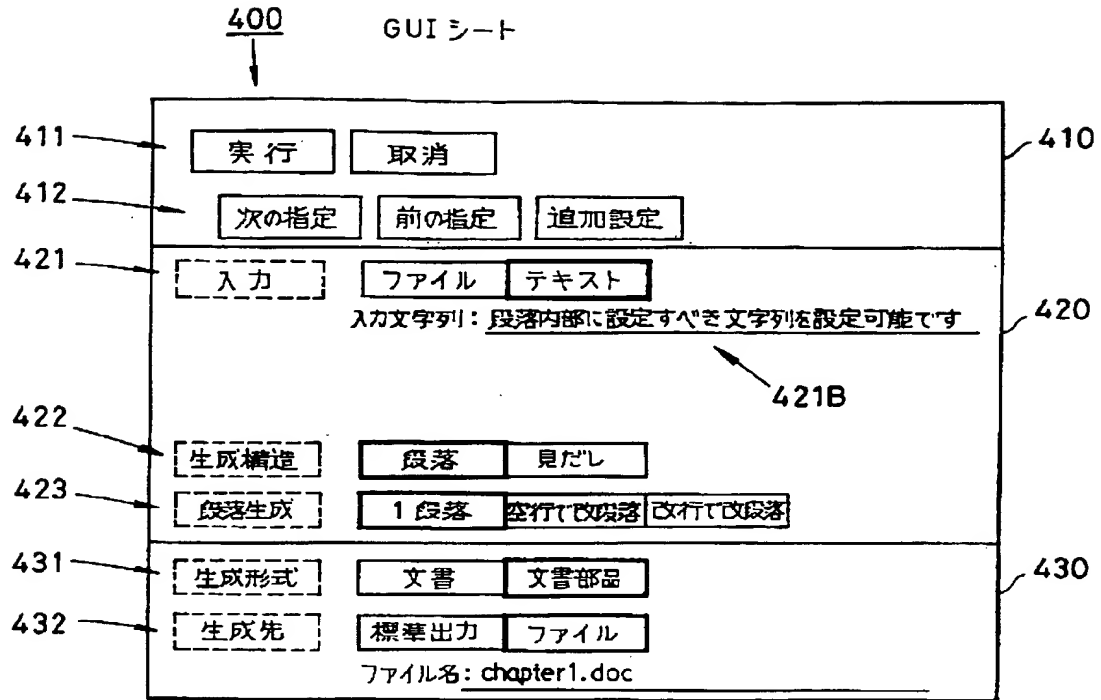 400 GUIシート
411 実行 取消 410
412 次の指定 前の指定 追加設定
421 入力 ファイル テキスト
入力文字列：段落内部に設定すべき文字列を設定可能です 420
421B
422 生成構造 段落 見だし
423 段落生成 1段落 空行で改段落 改行で改段落
431 生成形式 文書 文書部品 430
432 生成先 標準出力 ファイル
ファイル名：chapter1.doc